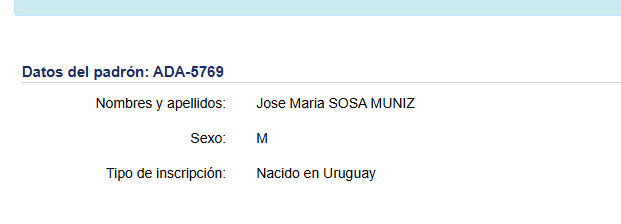 Datos del padrón: ADA-5769
Nombres y apellidos: Jose Maria SOSA MUNIZ
Sexo: M
Tipo de inscripción: Nacido en Uruguay